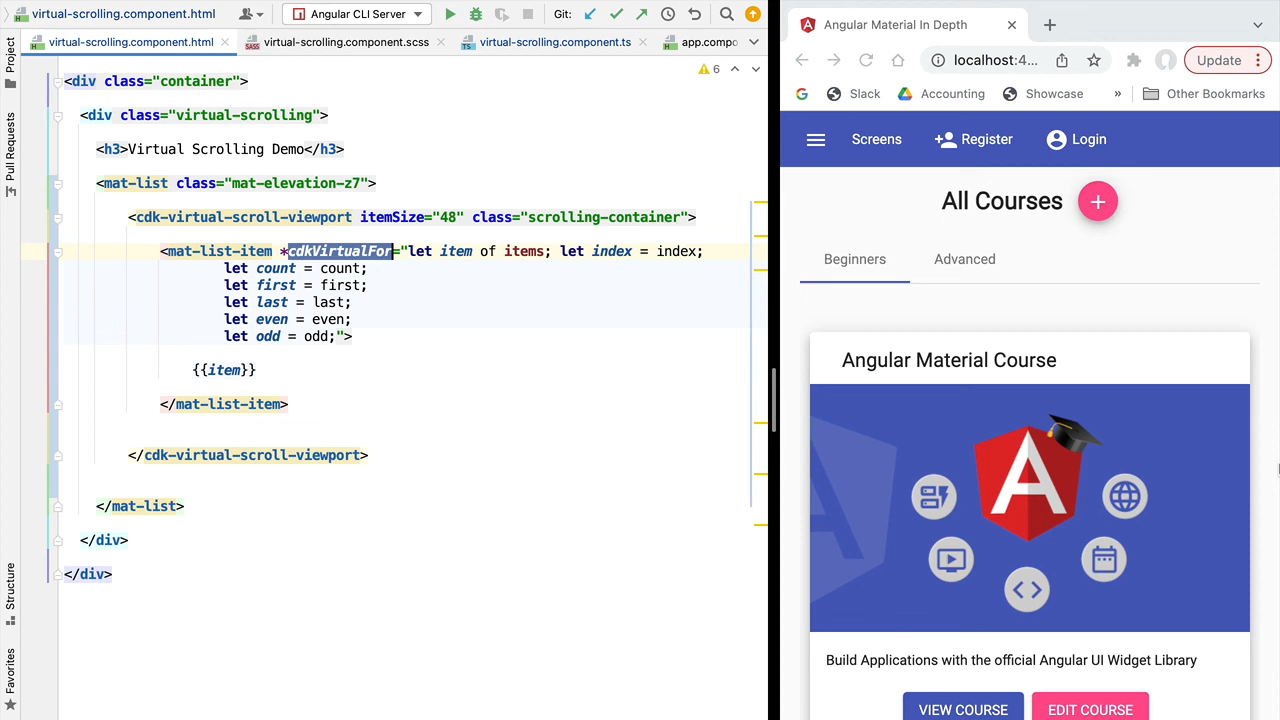 virtual-scrolling.component.html
Angular CLI Server
Git:
virtual-scrolling.component.html
virtual-scrolling.component.scss
virtual-scrolling.component.ts
app.compo
Project
Pull Requests
Structure
Favorites
6
<div class="container">
<div class="virtual-scrolling">
<h3>Virtual Scrolling Demo</h3>
<mat-list class="mat-elevation-z7">
<cdk-virtual-scroll-viewport itemSize="48" class="scrolling-container">
<mat-list-item *cdkVirtualFor="let item of items; let index = index;
let count = count;
let first = first;
let last = last;
let even = even;
let odd = odd;">
{{item}}
</mat-list-item>
</cdk-virtual-scroll-viewport>
</mat-list>
</div>
</div>
Angular Material In Depth
localhost:4...
Update
Slack
Accounting
Showcase
»
Other Bookmarks
Screens
Register
Login
All Courses
+
Beginners
Advanced
Angular Material Course
A
Build Applications with the official Angular UI Widget Library
VIEW COURSE
EDIT COURSE